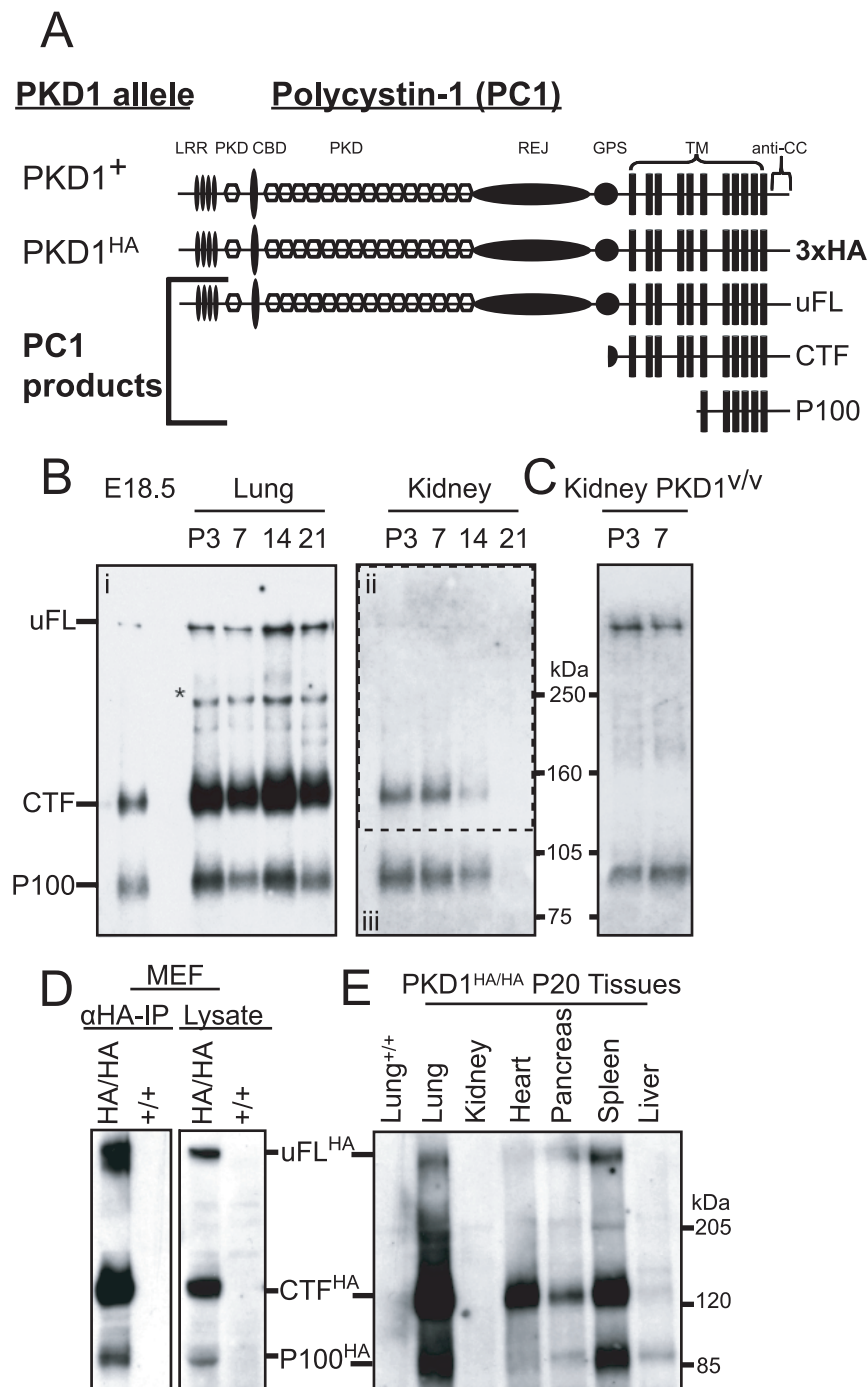 A
PKD1 allele Polycystin-1 (PC1)
LRR PKD CBD PKD REJ GPS TM anti-CC
PKD1+
PKD1HA 3xHA
uFL
PC1 products CTF
P100
B E18.5 Lung Kidney C Kidney PKD1v/v
P3 7 14 21 P3 7 14 21 P3 7
i ii
uFL
kDa
* 250
160
CTF
105
P100
iii 75
D MEF E PKD1HA/HA P20 Tissues
αHA-IP Lysate
HA/HA +/+ HA/HA +/+ Lung+/+ Lung Kidney Heart Pancreas Spleen Liver
uFLHA
kDa
205
CTFHA 120
P100HA 85